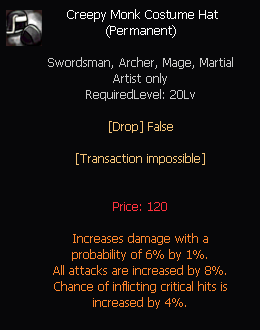 Creepy Monk Costume Hat
(Permanent)
Swordsman, Archer, Mage, Martial
Artist only
RequiredLevel: 20Lv
[Drop] False
[Transaction impossible]
Price: 120
Increases damage with a
probability of 6% by 1%.
All attacks are increased by 8%.
Chance of inflicting critical hits is
increased by 4%.